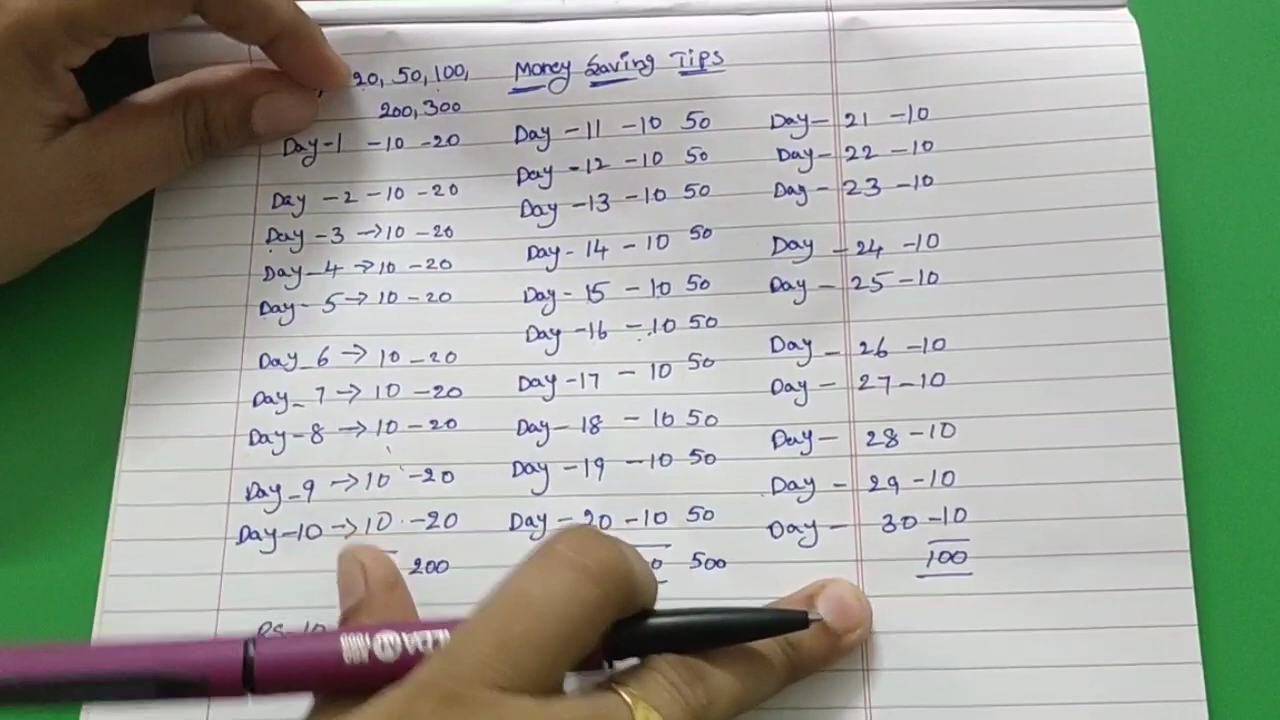 20, 50, 100,
200, 300
Money Saving Tips
Day-1 -10 -20
Day -2 -10 -20
Day -3 →10 -20
Day-4 →10 -20
Day- 5→10 -20
Day-6 → 10 -20
Day-7 → 10 -20
Day-8 →10 -20
Day-9 →10 -20
Day-10 →10 -20
200
Day -11 -10 50
Day -12 -10 50
Day -13 -10 50
Day -14 -10 50
Day- 15 -10 50
Day -16 -10 50
Day -17 -10 50
Day- 18 -10 50
Day -19 -10 50
Day -20 -10 50
500
Day- 21 -10
Day- 22 -10
Day - 23 -10
Day - 24 -10
Day - 25 -10
Day - 26 -10
Day - 27 -10
Day- 28 -10
Day - 29 -10
Day - 30 -10
100
RS-10